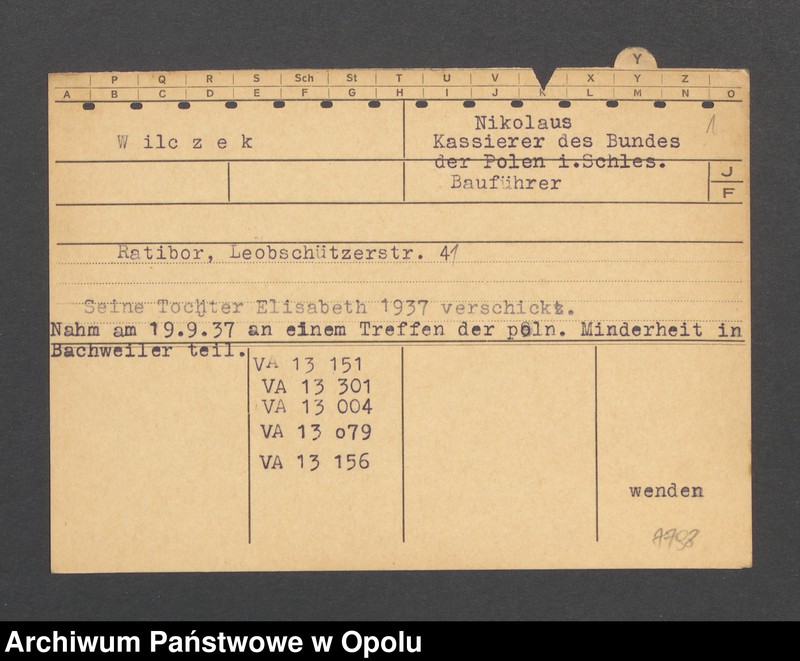 Y
P Q R S Sch St T U V X Y Z
A B C D E F G H I J K L M N O
1
Nikolaus
W ilc z e k
Kassierer des Bundes
der Polen i.Schles.
Bauführer
J
F
Ratibor, Leobschützerstr. 41
Seine Tochter Elisabeth 1937 verschickt.
Nahm am 19.9.37 an einem Treffen der poln. Minderheit in
Bachweiler teil.
VA 13 151
VA 13 301
VA 13 004
VA 13 o79
VA 13 156
wenden
Archiwum Państwowe w Opolu